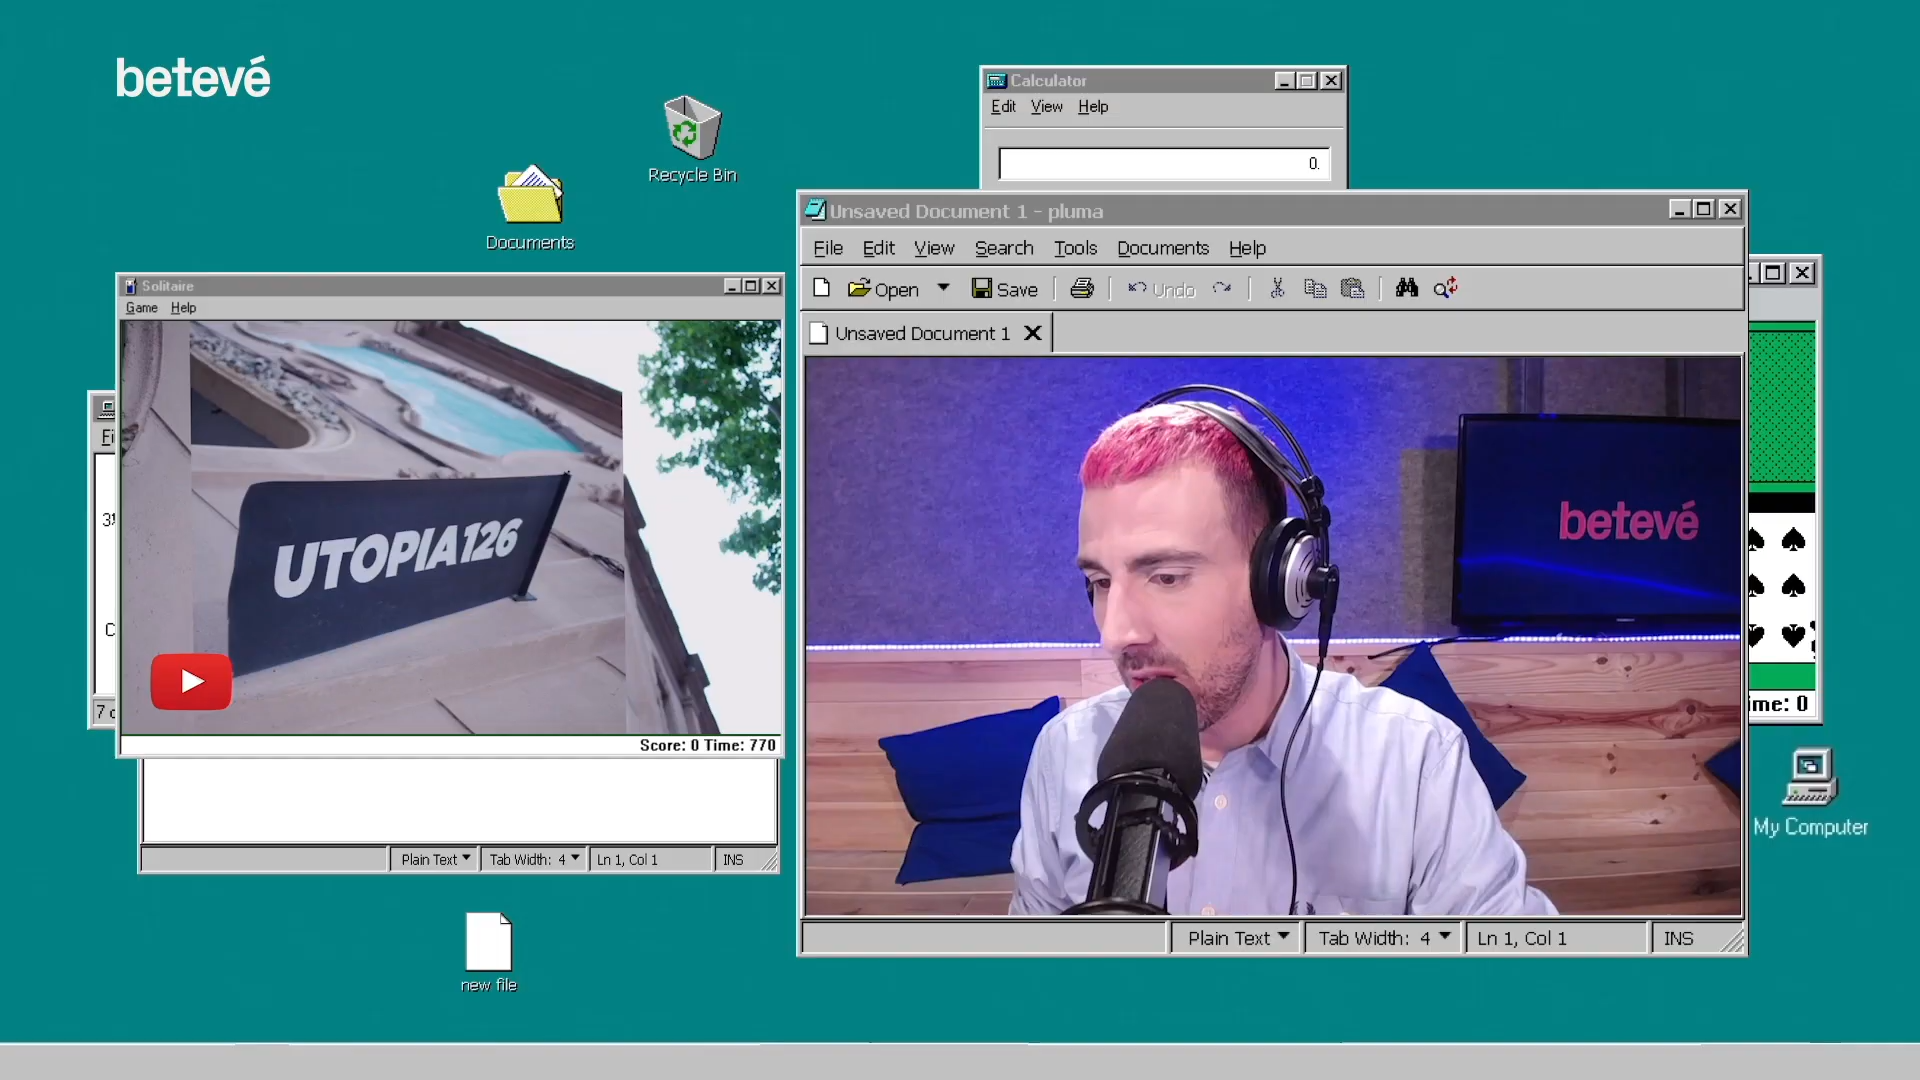 betevé
Recycle Bin
Documents
Calculator
Edit View Help
0.
Unsaved Document 1 - pluma
File Edit View Search Tools Documents Help
Open Save Undo
Unsaved Document 1
betevé
Plain Text Tab Width: 4 Ln 1, Col 1 INS
Solitaire
Game Help
UTOPIA126
Score: 0 Time: 770
Plain Text Tab Width: 4 Ln 1, Col 1 INS
new file
My Computer